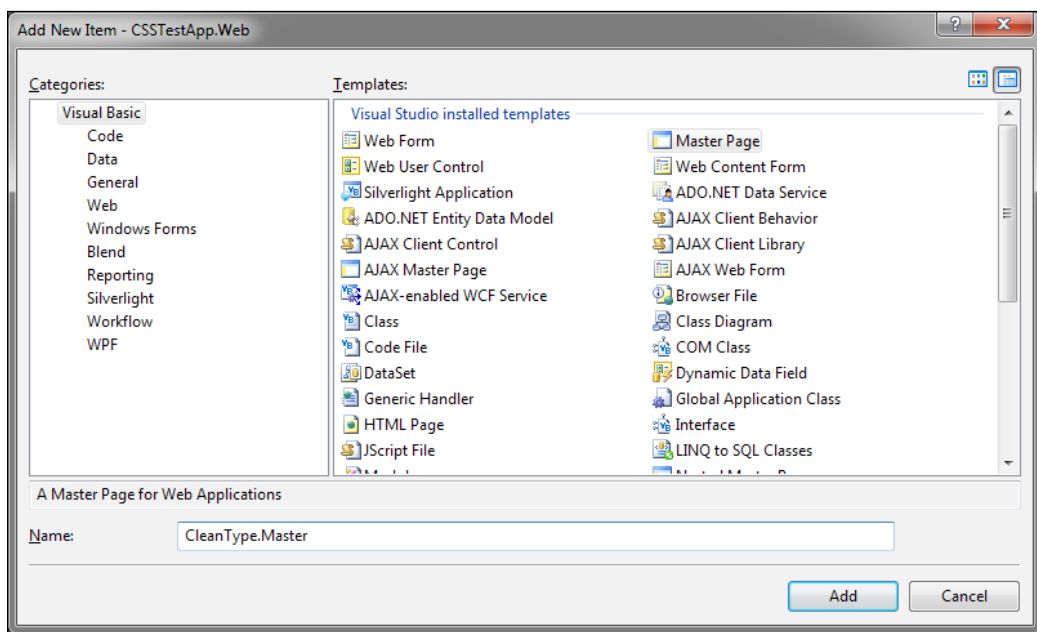 Add New Item - CSSTestApp.Web
Categories:
Templates:
Visual Basic
Code
Data
General
Web
Windows Forms
Blend
Reporting
Silverlight
Workflow
WPF
Visual Studio installed templates
Web Form
Master Page
Web User Control
Web Content Form
Silverlight Application
ADO.NET Data Service
ADO.NET Entity Data Model
AJAX Client Behavior
AJAX Client Control
AJAX Client Library
AJAX Master Page
AJAX Web Form
AJAX-enabled WCF Service
Browser File
Class
Class Diagram
Code File
COM Class
DataSet
Dynamic Data Field
Generic Handler
Global Application Class
HTML Page
Interface
JScript File
LINQ to SQL Classes
A Master Page for Web Applications
Name:
CleanType.Master
Add
Cancel